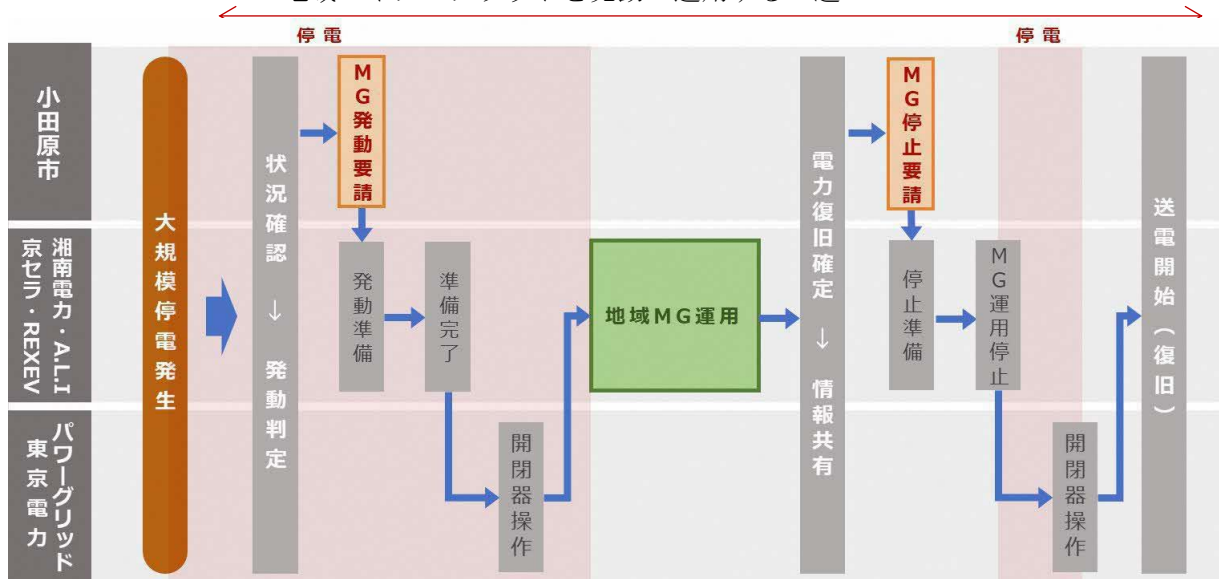 停電
停電
小田原市
湘南電力・A.L.I
京セラ・REXEV
東京電力
パワーグリッド
大規模停電発生
状況確認 → 発動判定
MG発動要請
発動準備
準備完了
開閉器操作
地域MG運用
電力復旧確定 → 情報共有
MG停止要請
停止準備
MG運用停止
開閉器操作
送電開始(復旧)